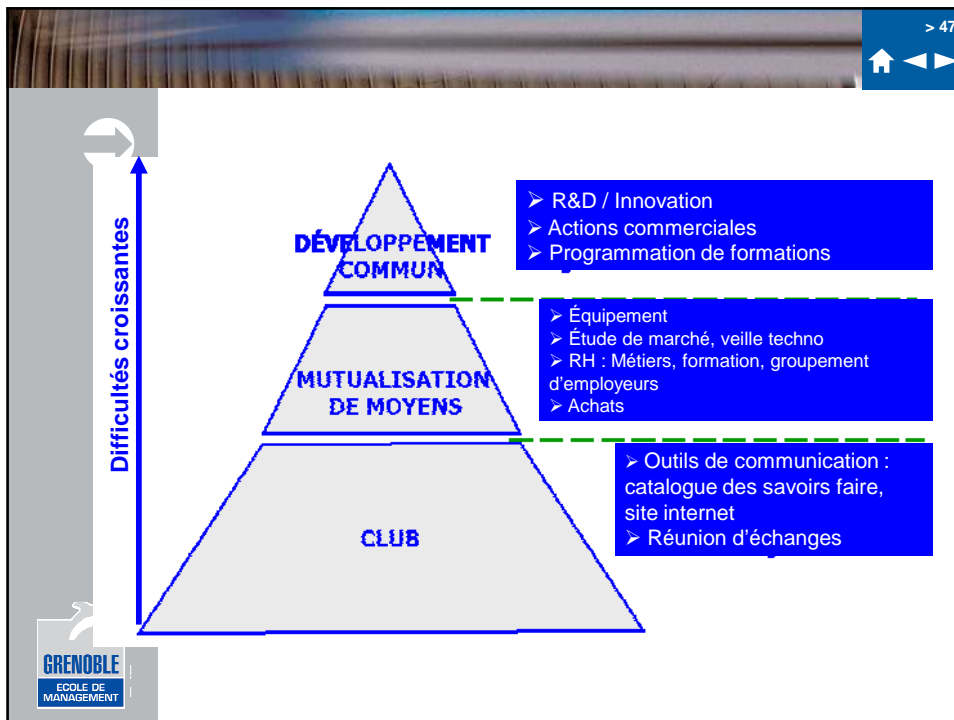 > 47
Difficultés croissantes
DÉVELOPPEMENT
COMMUN
➢ R&D / Innovation
➢ Actions commerciales
➢ Programmation de formations
MUTUALISATION
DE MOYENS
➢ Équipement
➢ Étude de marché, veille techno
➢ RH : Métiers, formation, groupement
d’employeurs
➢ Achats
CLUB
➢ Outils de communication :
catalogue des savoirs faire,
site internet
➢ Réunion d’échanges
GRENOBLE
ECOLE DE
MANAGEMENT